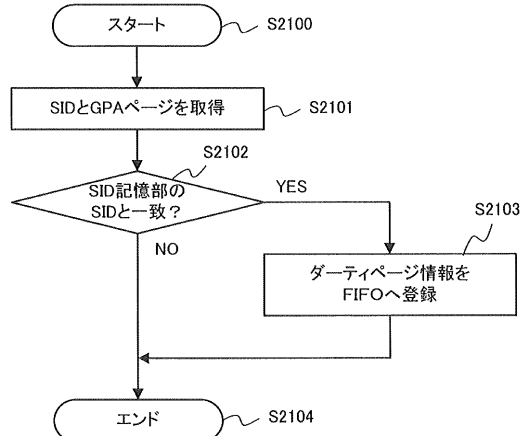 スタート
S2100
SIDとGPAページを取得
S2101
S2102
SID記憶部の
SIDと一致？
YES
NO
S2103
ダーティページ情報を
FIFOへ登録
エンド
S2104